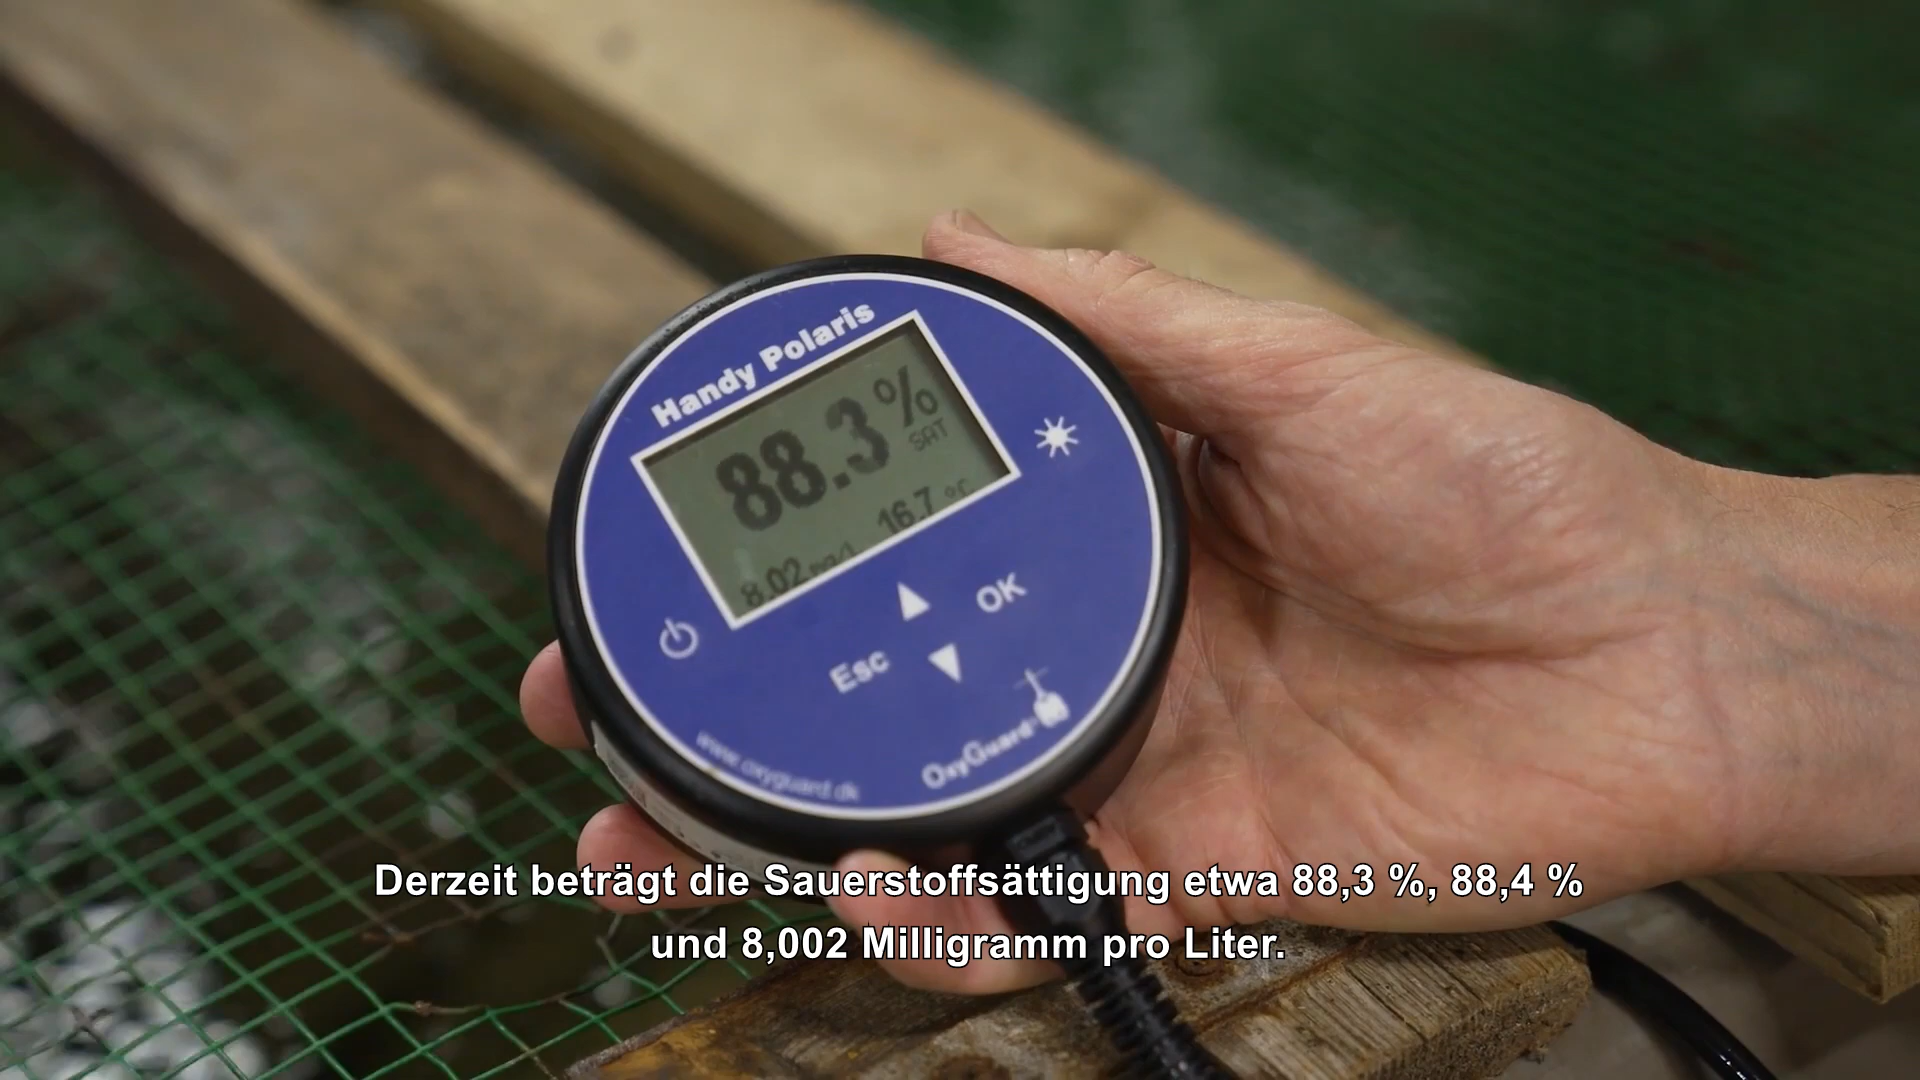 Handy Polaris
88.3 %
SAT
16.7 °C
8.02 mg/l
OK
Esc
www.oxyguard.dk
OxyGuard
Derzeit beträgt die Sauerstoffsättigung etwa 88,3 %, 88,4 %
und 8,002 Milligramm pro Liter.